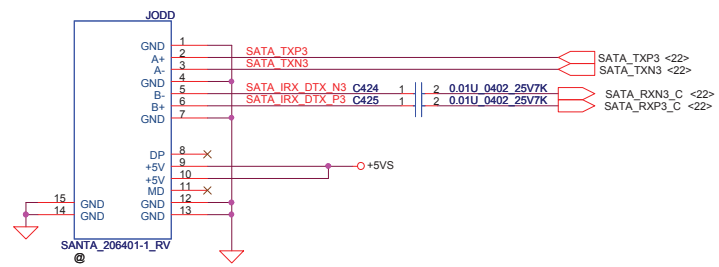 JODD
GND 1
A+ 2 SATA_TXP3 SATA_TXP3 <22>
A- 3 SATA_TXN3 SATA_TXN3 <22>
GND 4
B- 5 SATA_IRX_DTX_N3 C424 1 2 0.01U_0402_25V7K SATA_RXN3_C <22>
B+ 6 SATA_IRX_DTX_P3 C425 1 2 0.01U_0402_25V7K SATA_RXP3_C <22>
GND 7
DP 8
+5V 9 +5VS
+5V 10
MD 11
15 GND GND 12
14 GND GND 13
SANTA_206401-1_RV
@